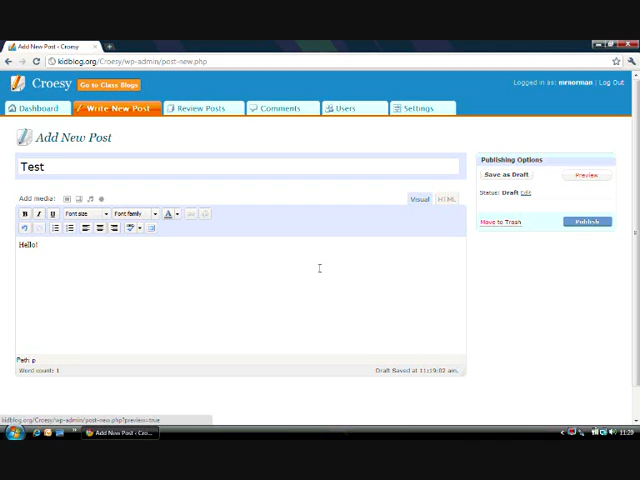 Add New Post - Croesy
kidblog.org/Croesy/wp-admin/post-new.php
Croesy
Go to Class Blogs
Logged in as: mrnorman | Log Out
Dashboard
Write New Post
Review Posts
Comments
Users
Settings
Add New Post
Test
Publishing Options
Save as Draft
Preview
Status: Draft Edit
Move to Trash
Publish
Add media:
Visual
HTML
B I U
Font size
Font family
A
Hello!
Path: p
Word count: 1
Draft Saved at 11:19:02 am.
kidblog.org/Croesy/wp-admin/post-new.php?preview=true
Add New Post - Cro...